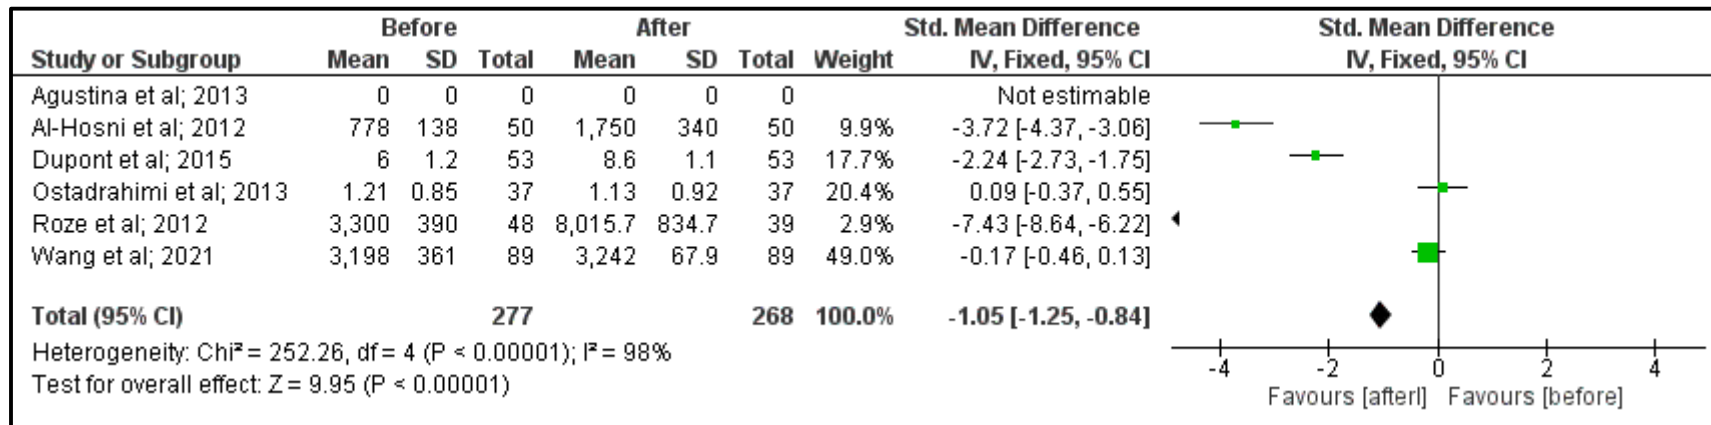 Before After Std. Mean Difference Std. Mean Difference
Study or Subgroup Mean SD Total Mean SD Total Weight IV, Fixed, 95% CI IV, Fixed, 95% CI
Agustina et al; 2013 0 0 0 0 0 0 Not estimable
Al-Hosni et al; 2012 778 138 50 1,750 340 50 9.9% -3.72 [-4.37, -3.06]
Dupont et al; 2015 6 1.2 53 8.6 1.1 53 17.7% -2.24 [-2.73, -1.75]
Ostadrahimi et al; 2013 1.21 0.85 37 1.13 0.92 37 20.4% 0.09 [-0.37, 0.55]
Roze et al; 2012 3,300 390 48 8,015.7 834.7 39 2.9% -7.43 [-8.64, -6.22]
Wang et al; 2021 3,198 361 89 3,242 67.9 89 49.0% -0.17 [-0.46, 0.13]
Total (95% CI) 277 268 100.0% -1.05 [-1.25, -0.84]
Heterogeneity: Chi² = 252.26, df = 4 (P < 0.00001); I² = 98%
Test for overall effect: Z = 9.95 (P < 0.00001)
-4 -2 0 2 4
Favours [afterl] Favours [before]